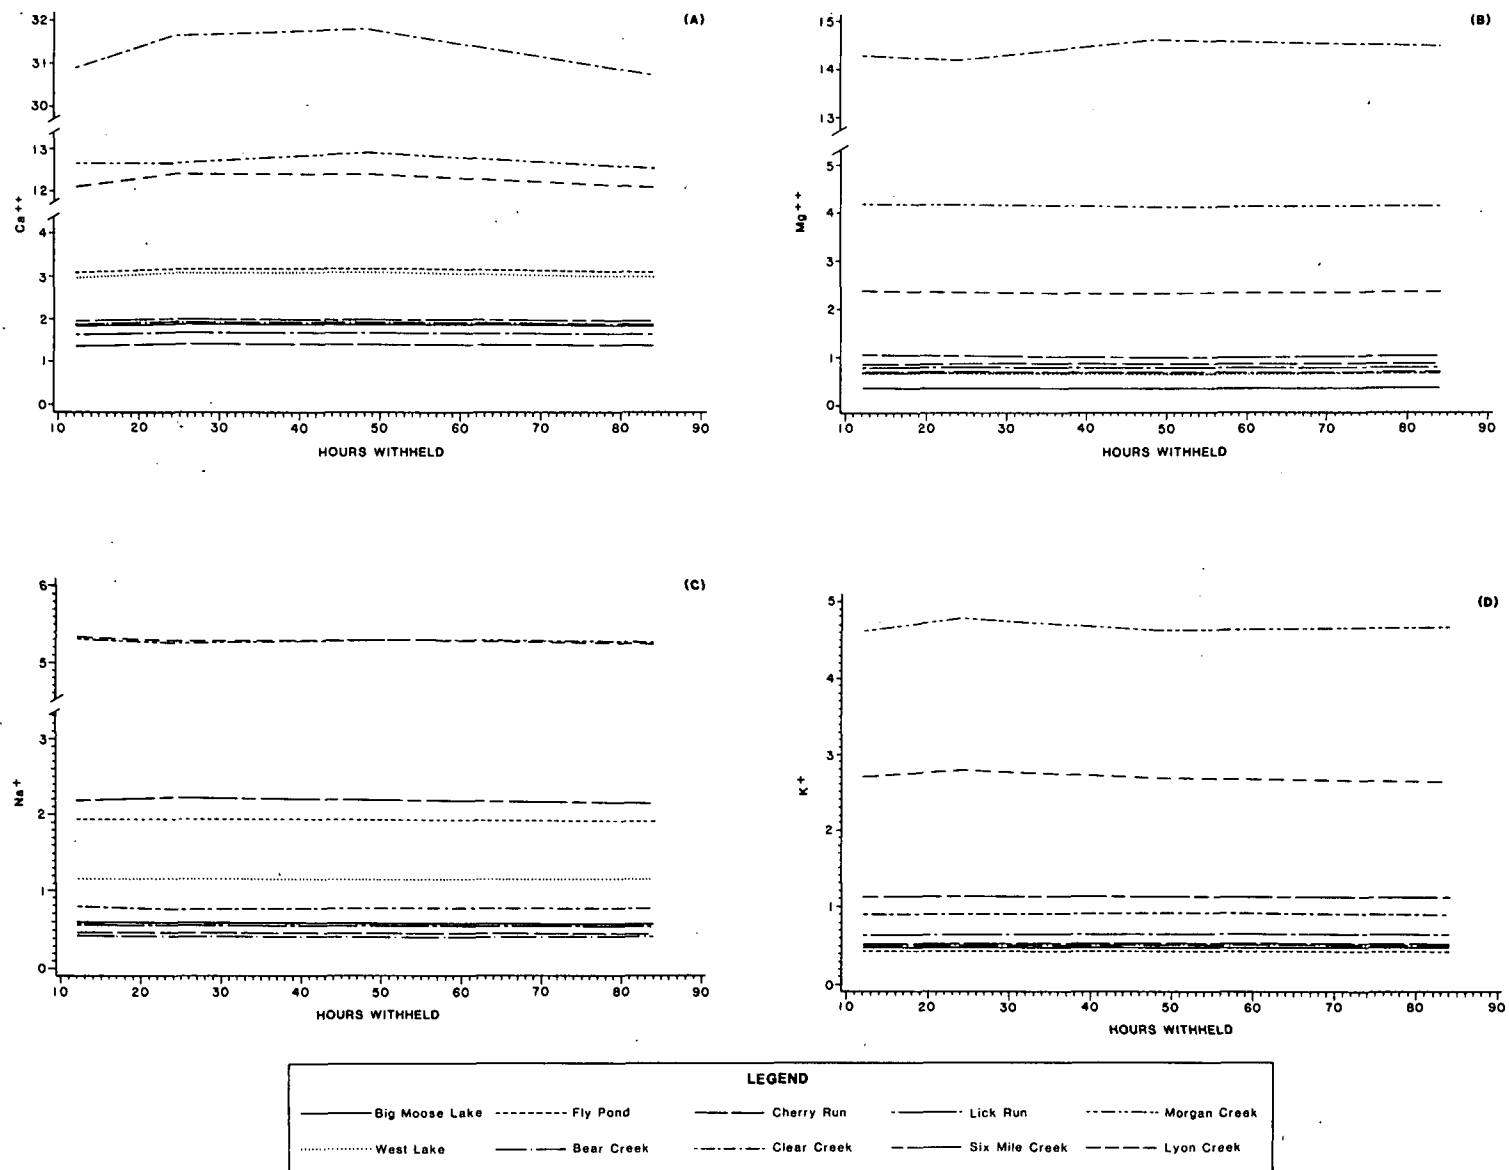 (A)
32
31
30
13
12
4
3
2
1
0
Ca++
10 20 30 40 50 60 70 80 90
HOURS WITHHELD
(B)
15
14
13
5
4
3
2
1
0
Mg++
10 20 30 40 50 60 70 80 90
HOURS WITHHELD
(C)
6
5
3
2
1
0
Na+
10 20 30 40 50 60 70 80 90
HOURS WITHHELD
(D)
5
4
3
2
1
0
K+
10 20 30 40 50 60 70 80 90
HOURS WITHHELD
LEGEND
Big Moose Lake Fly Pond Cherry Run Lick Run Morgan Creek
West Lake Bear Creek Clear Creek Six Mile Creek Lyon Creek